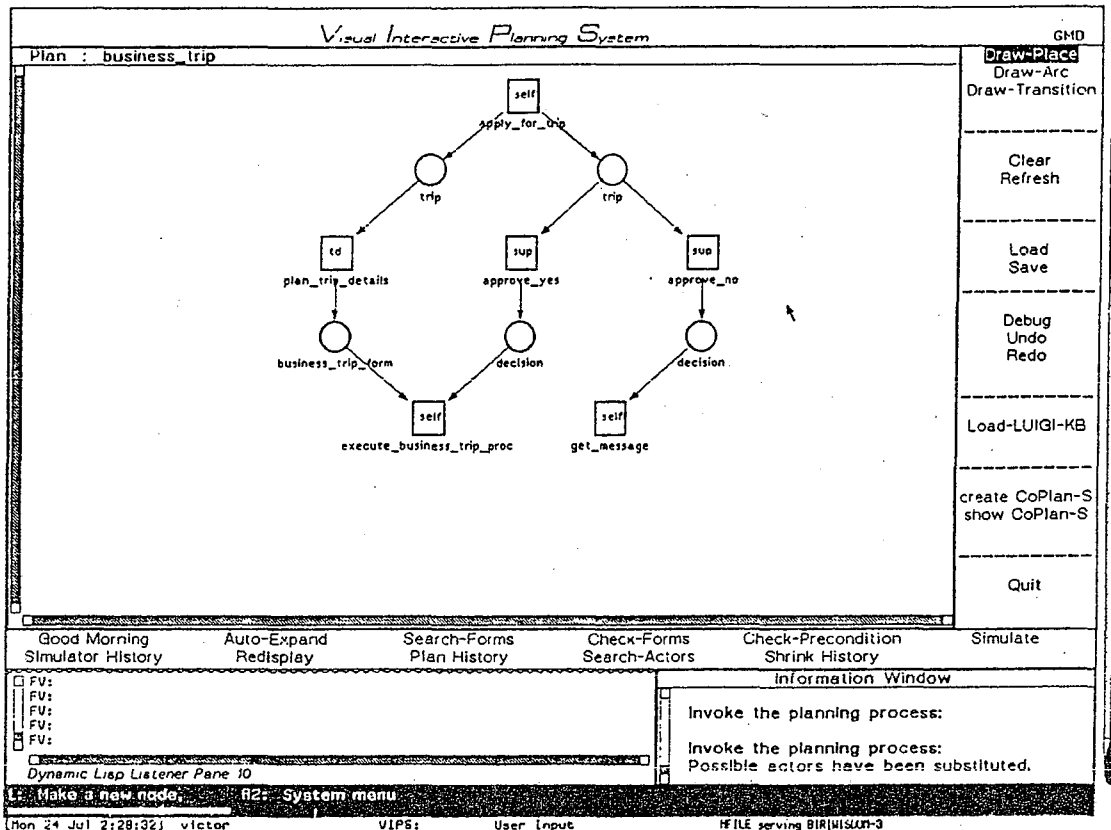 Visual Interactive Planning System
GMD
Plan : business_trip
Draw-Place
Draw-Arc
Draw-Transition
self
apply_for_trip
trip
trip
td
sup
sup
plan_trip_details
approve_yes
approve_no
business_trip_form
decision
decision
self
self
execute_business_trip_proc
get_message
Clear
Refresh
Load
Save
Debug
Undo
Redo
Load-LUIGI-KB
create CoPlan-S
show CoPlan-S
Quit
Good Morning Auto-Expand Search-Forms Check-Forms Check-Precondition Simulate
Simulator History Redisplay Plan History Search-Actors Shrink History
FV:
FV:
FV:
FV:
FV:
Dynamic Lisp Listener Pane 10
Information Window
Invoke the planning process:
Invoke the planning process:
Possible actors have been substituted.
Make a new node. R2: System menu
[Mon 24 Jul 2:28:32] victor VIPS: User Input FILE serving